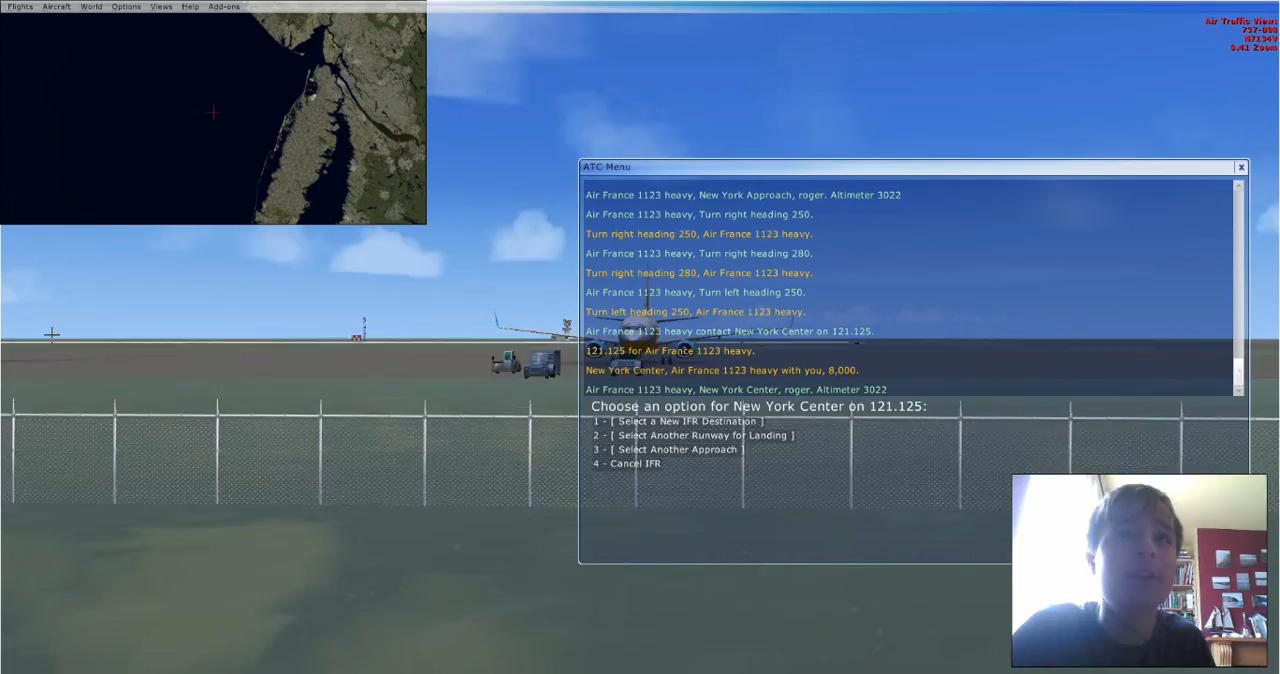 Flights Aircraft World Options Views Help Add-ons
Air Traffic View:
737-800
N7134V
0.41 Zoom
ATC Menu x
Air France 1123 heavy, New York Approach, roger. Altimeter 3022
Air France 1123 heavy, Turn right heading 250.
Turn right heading 250, Air France 1123 heavy.
Air France 1123 heavy, Turn right heading 280.
Turn right heading 280, Air France 1123 heavy.
Air France 1123 heavy, Turn left heading 250.
Turn left heading 250, Air France 1123 heavy.
Air France 1123 heavy contact New York Center on 121.125.
121.125 for Air France 1123 heavy.
New York Center, Air France 1123 heavy with you, 8,000.
Air France 1123 heavy, New York Center, roger. Altimeter 3022
Choose an option for New York Center on 121.125:
1 - [ Select a New IFR Destination ]
2 - [ Select Another Runway for Landing ]
3 - [ Select Another Approach ]
4 - Cancel IFR